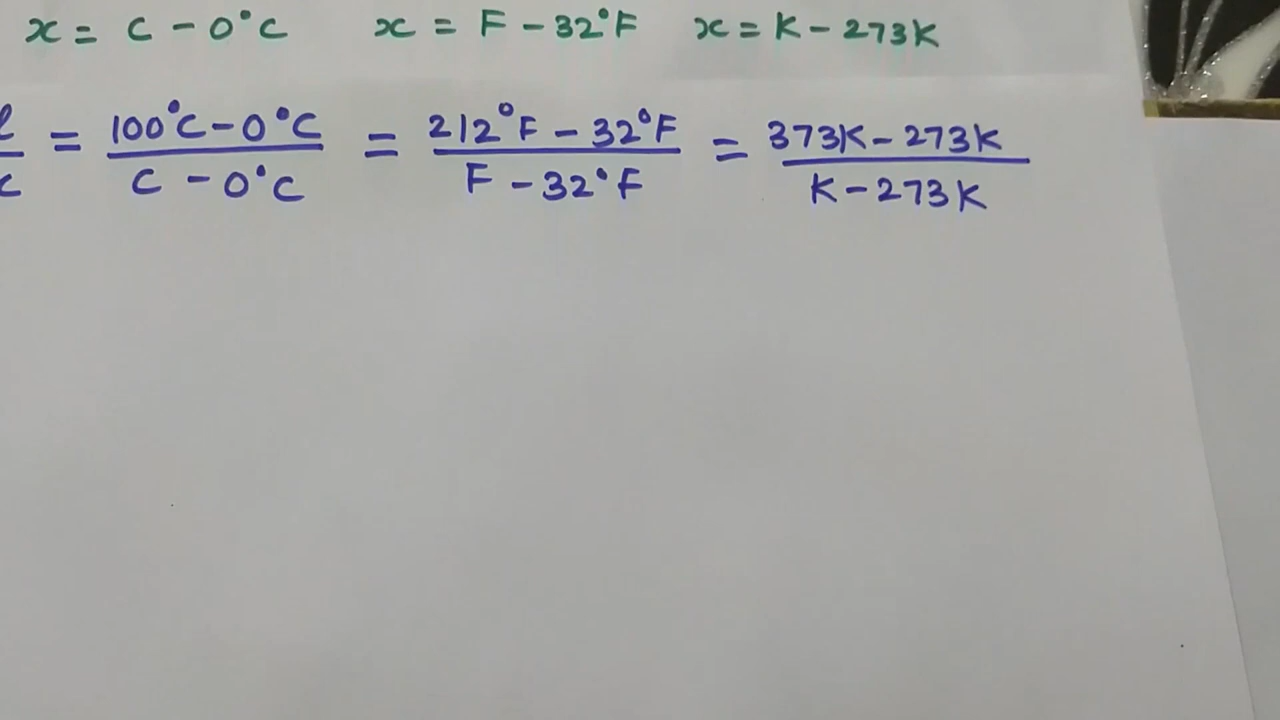 x = C - 0°C x = F - 32°F x = K - 273K
l/x = 100°C - 0°C / C - 0°C = 212°F - 32°F / F - 32°F = 373K - 273K / K - 273K